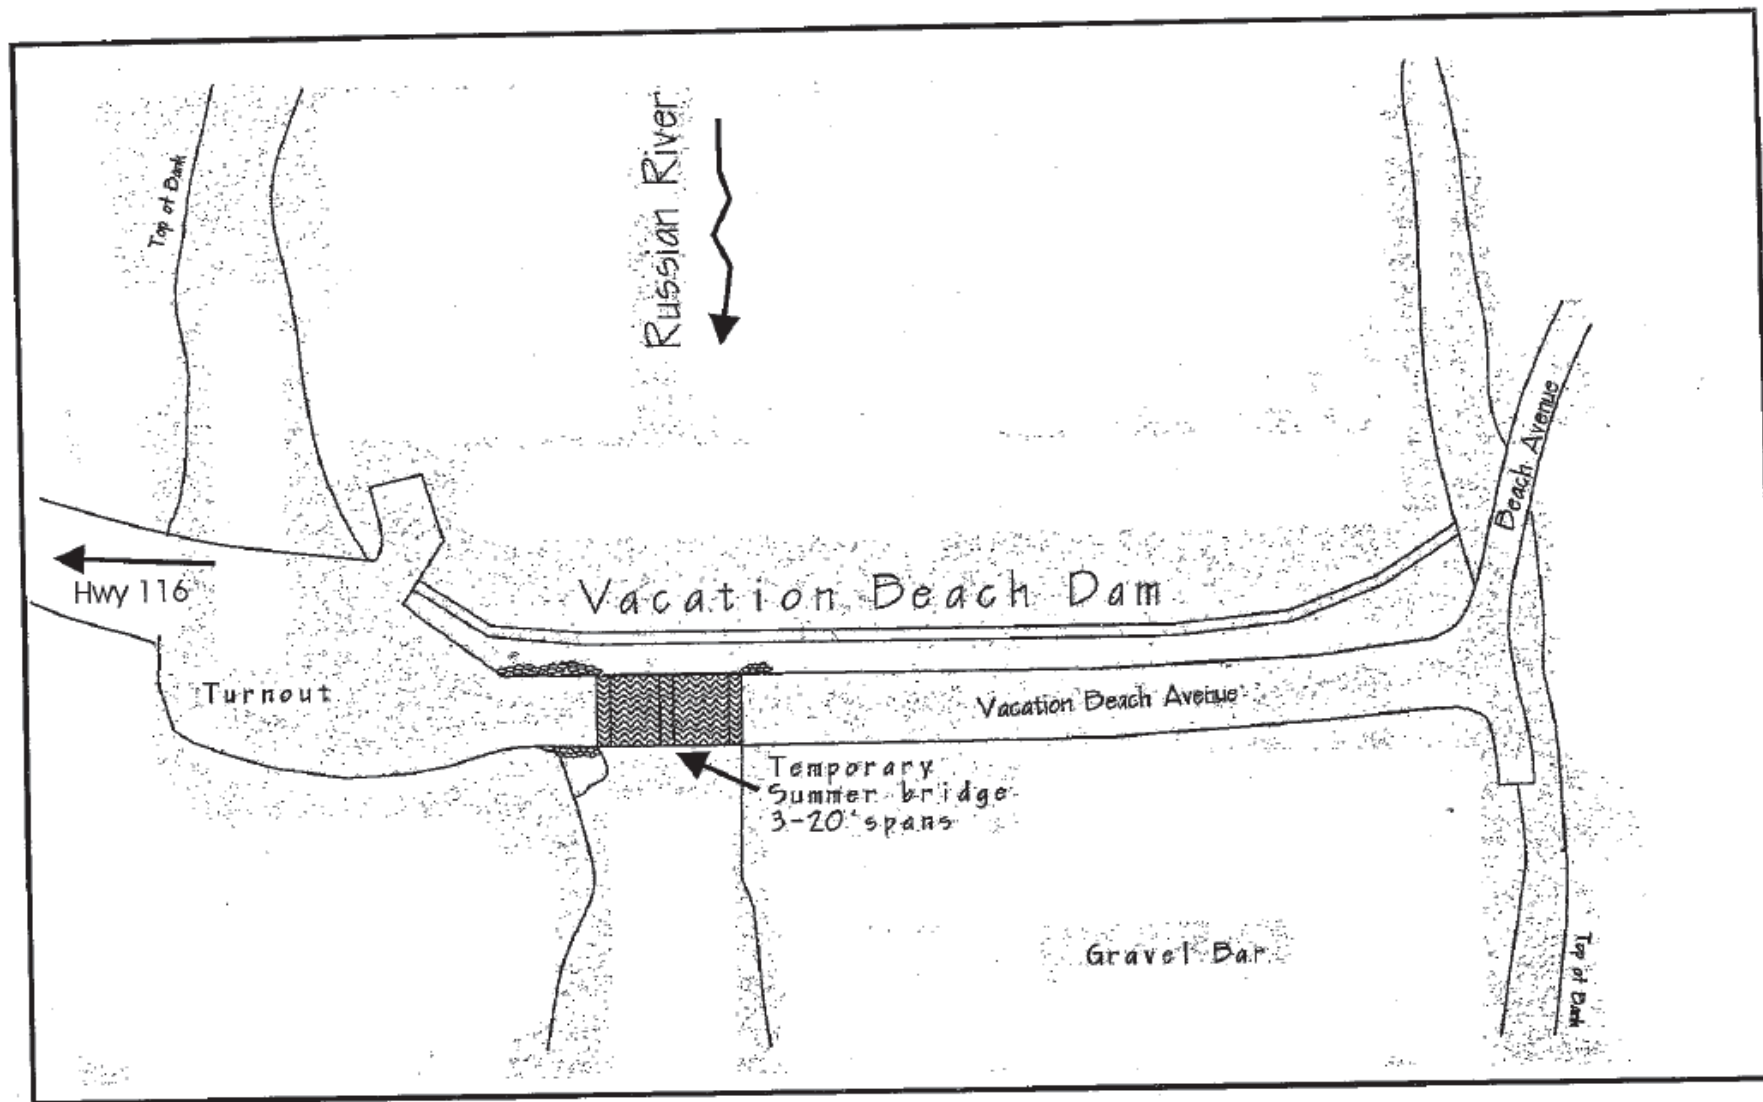 Top of Bank
Russian River
Beach Avenue
Hwy 116
Vacation Beach Dam
Turnout
Vacation Beach Avenue
Temporary
Summer bridge
3-20' spans
Gravel Bar
Top of Bank